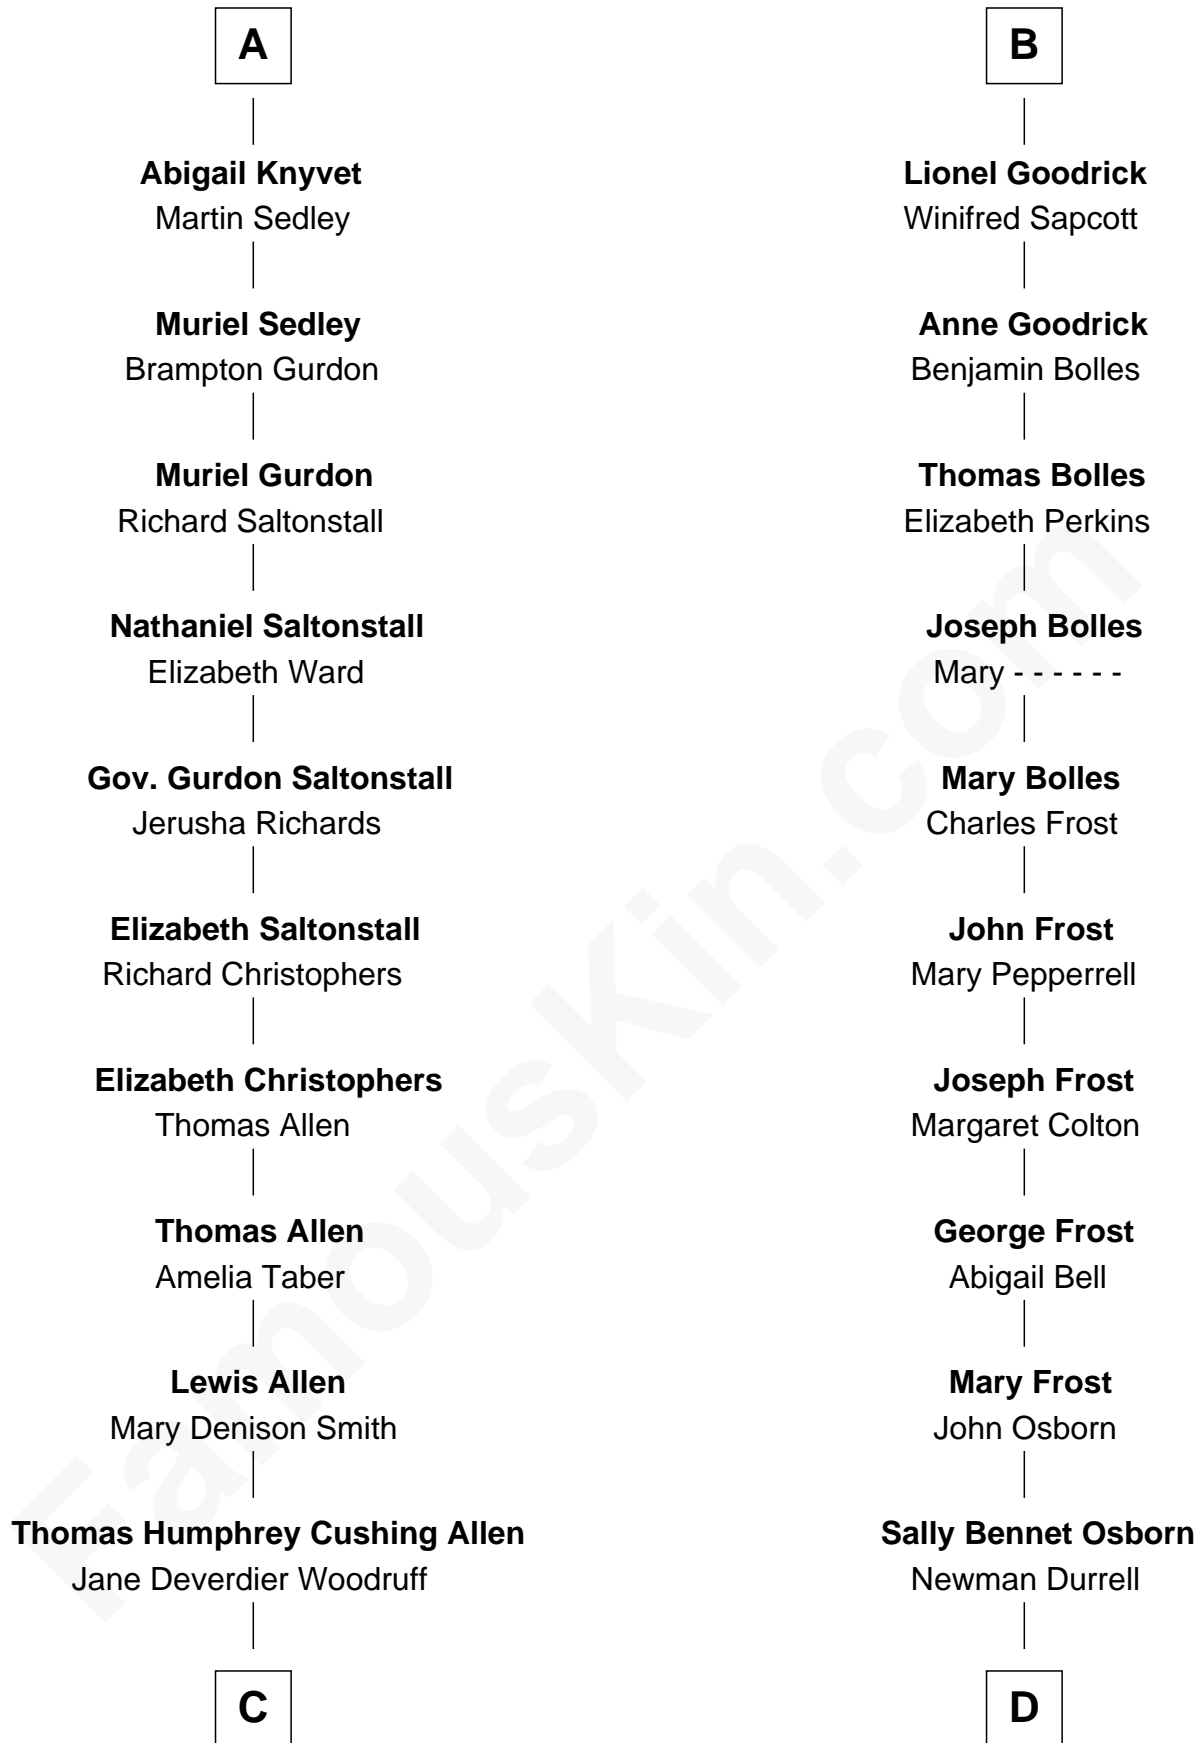 A
Abigail Knyvet
Martin Sedley
Muriel Sedley
Brampton Gurdon
Muriel Gurdon
Richard Saltonstall
Nathaniel Saltonstall
Elizabeth Ward
Gov. Gurdon Saltonstall
Jerusha Richards
Elizabeth Saltonstall
Richard Christophers
Elizabeth Christophers
Thomas Allen
Thomas Allen
Amelia Taber
Lewis Allen
Mary Denison Smith
Thomas Humphrey Cushing Allen
Jane Deverdier Woodruff
C
B
Lionel Goodrick
Winifred Sapcott
Anne Goodrick
Benjamin Bolles
Thomas Bolles
Elizabeth Perkins
Joseph Bolles
Mary - - - - - -
Mary Bolles
Charles Frost
John Frost
Mary Pepperrell
Joseph Frost
Margaret Colton
George Frost
Abigail Bell
Mary Frost
John Osborn
Sally Bennet Osborn
Newman Durrell
D
FamousKin.com